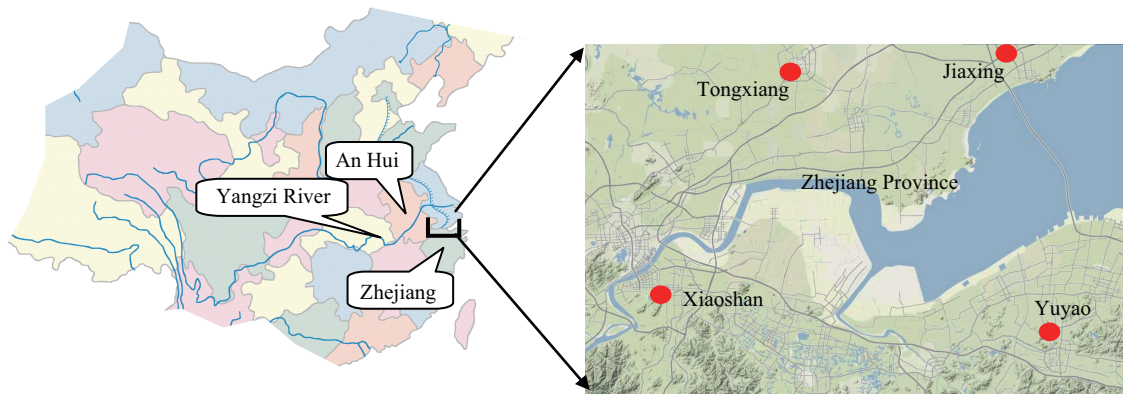 An Hui
Yangzi River
Zhejiang
Jiaxing
Tongxiang
Zhejiang Province
Xiaoshan
Yuyao